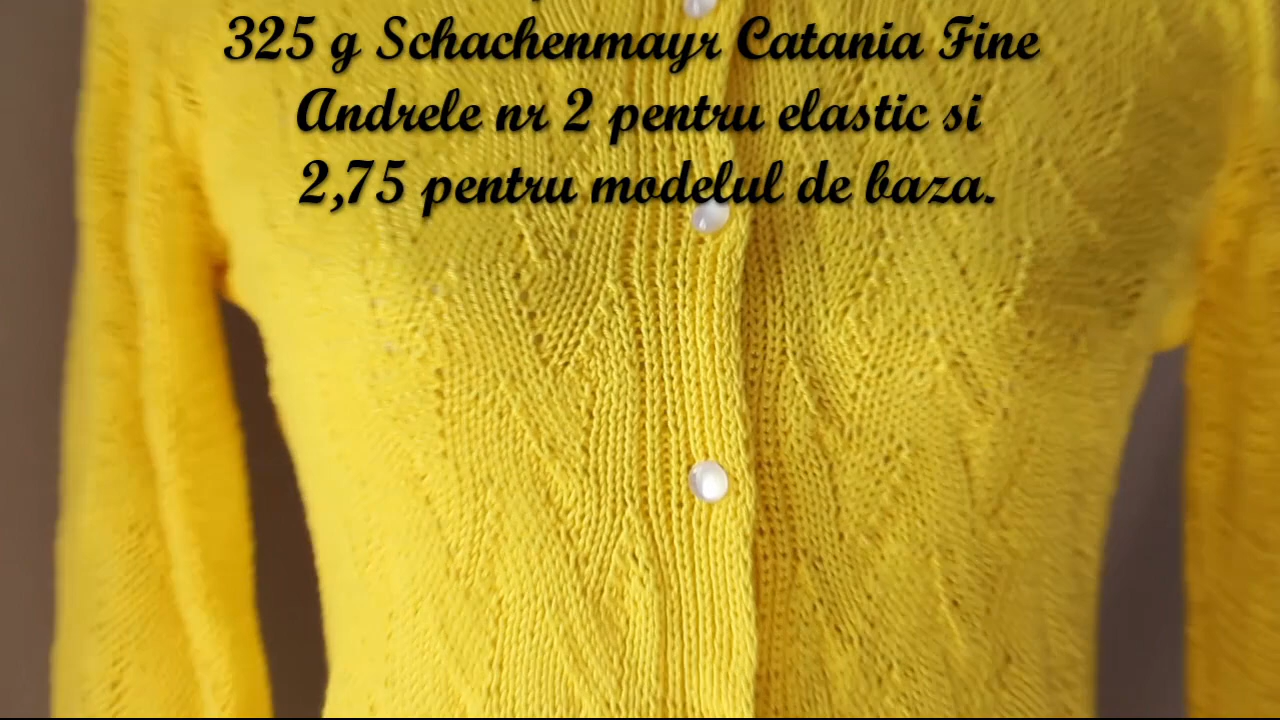 325 g Schachenmayr Catania Fine
Andrele nr 2 pentru elastic si
2,75 pentru modelul de baza.